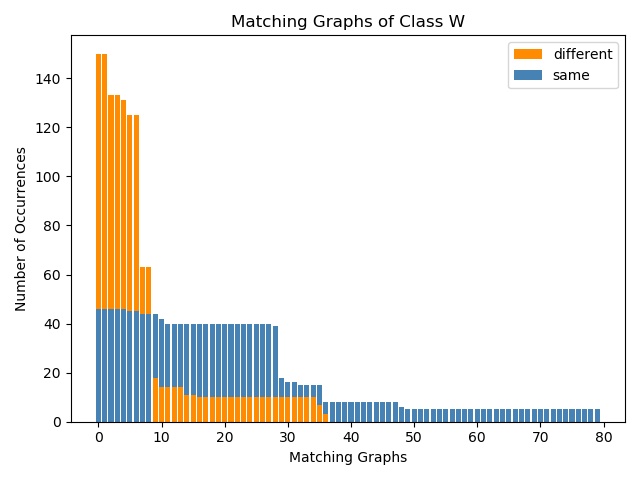 Matching Graphs of Class W
different
same
Number of Occurrences
140
120
100
80
60
40
20
0
0 10 20 30 40 50 60 70 80
Matching Graphs